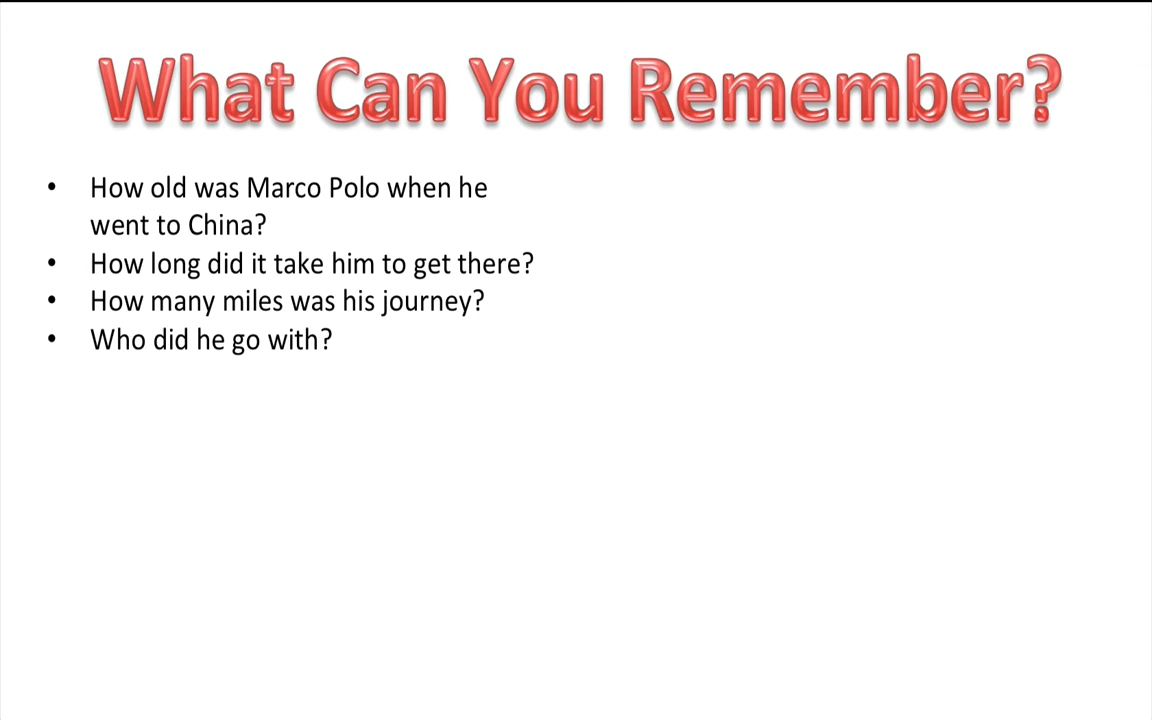 What Can You Remember?
• How old was Marco Polo when he
went to China?
• How long did it take him to get there?
• How many miles was his journey?
• Who did he go with?